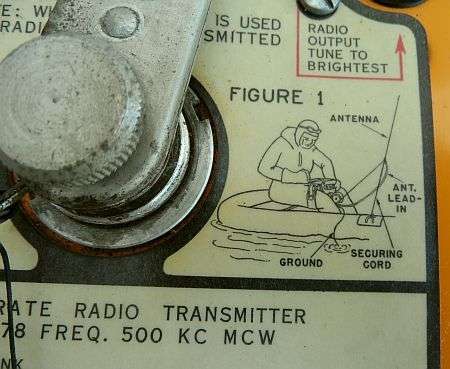 IS USED
RADIO
OUTPUT
TUNE TO
BRIGHTEST
FIGURE 1
ANTENNA
ANT.
LEAD-
IN
GROUND
SECURING
CORD
RATE RADIO TRANSMITTER
78 FREQ. 500 KC MCW